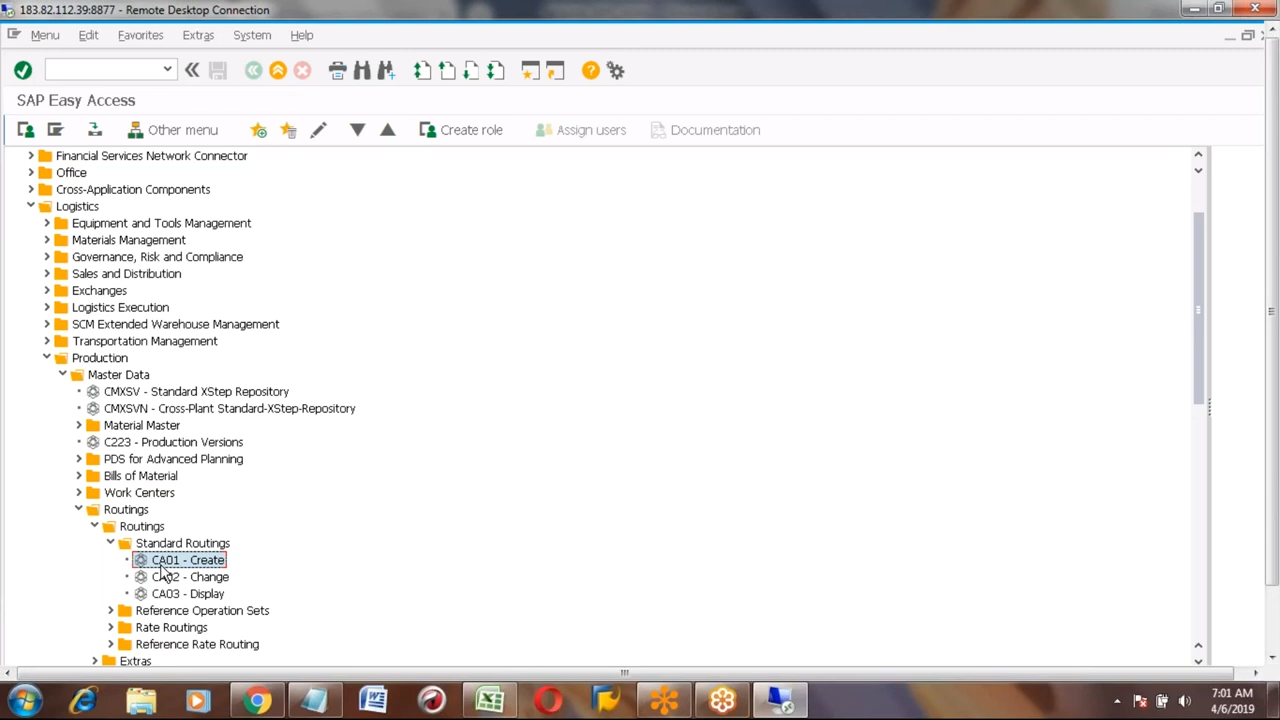 183.82.112.39:8877 - Remote Desktop Connection
Menu Edit Favorites Extras System Help
SAP Easy Access
Other menu Create role Assign users Documentation
Financial Services Network Connector
Office
Cross-Application Components
Logistics
Equipment and Tools Management
Materials Management
Governance, Risk and Compliance
Sales and Distribution
Exchanges
Logistics Execution
SCM Extended Warehouse Management
Transportation Management
Production
Master Data
CMXSV - Standard XStep Repository
CMXSVN - Cross-Plant Standard-XStep-Repository
Material Master
C223 - Production Versions
PDS for Advanced Planning
Bills of Material
Work Centers
Routings
Routings
Standard Routings
CA01 - Create
CA02 - Change
CA03 - Display
Reference Operation Sets
Rate Routings
Reference Rate Routing
Extras
7:01 AM
4/6/2019